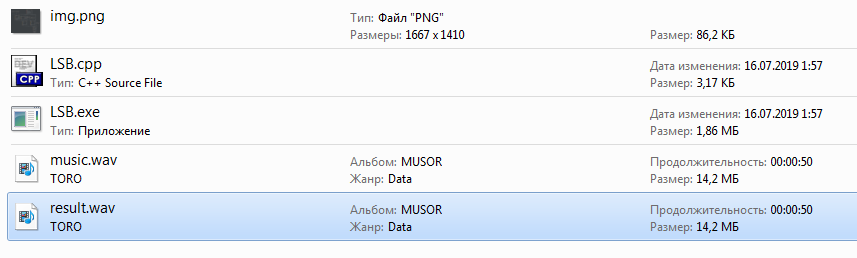 img.png Тип: Файл "PNG"
Размеры: 1667 x 1410 Размер: 86,2 КБ
LSB.cpp Дата изменения: 16.07.2019 1:57
Тип: C++ Source File Размер: 3,17 КБ
CPP
LSB.exe Дата изменения: 16.07.2019 1:57
Тип: Приложение Размер: 1,86 МБ
music.wav Альбом: MUSOR Продолжительность: 00:00:50
TORO Жанр: Data Размер: 14,2 МБ
result.wav Альбом: MUSOR Продолжительность: 00:00:50
TORO Жанр: Data Размер: 14,2 МБ